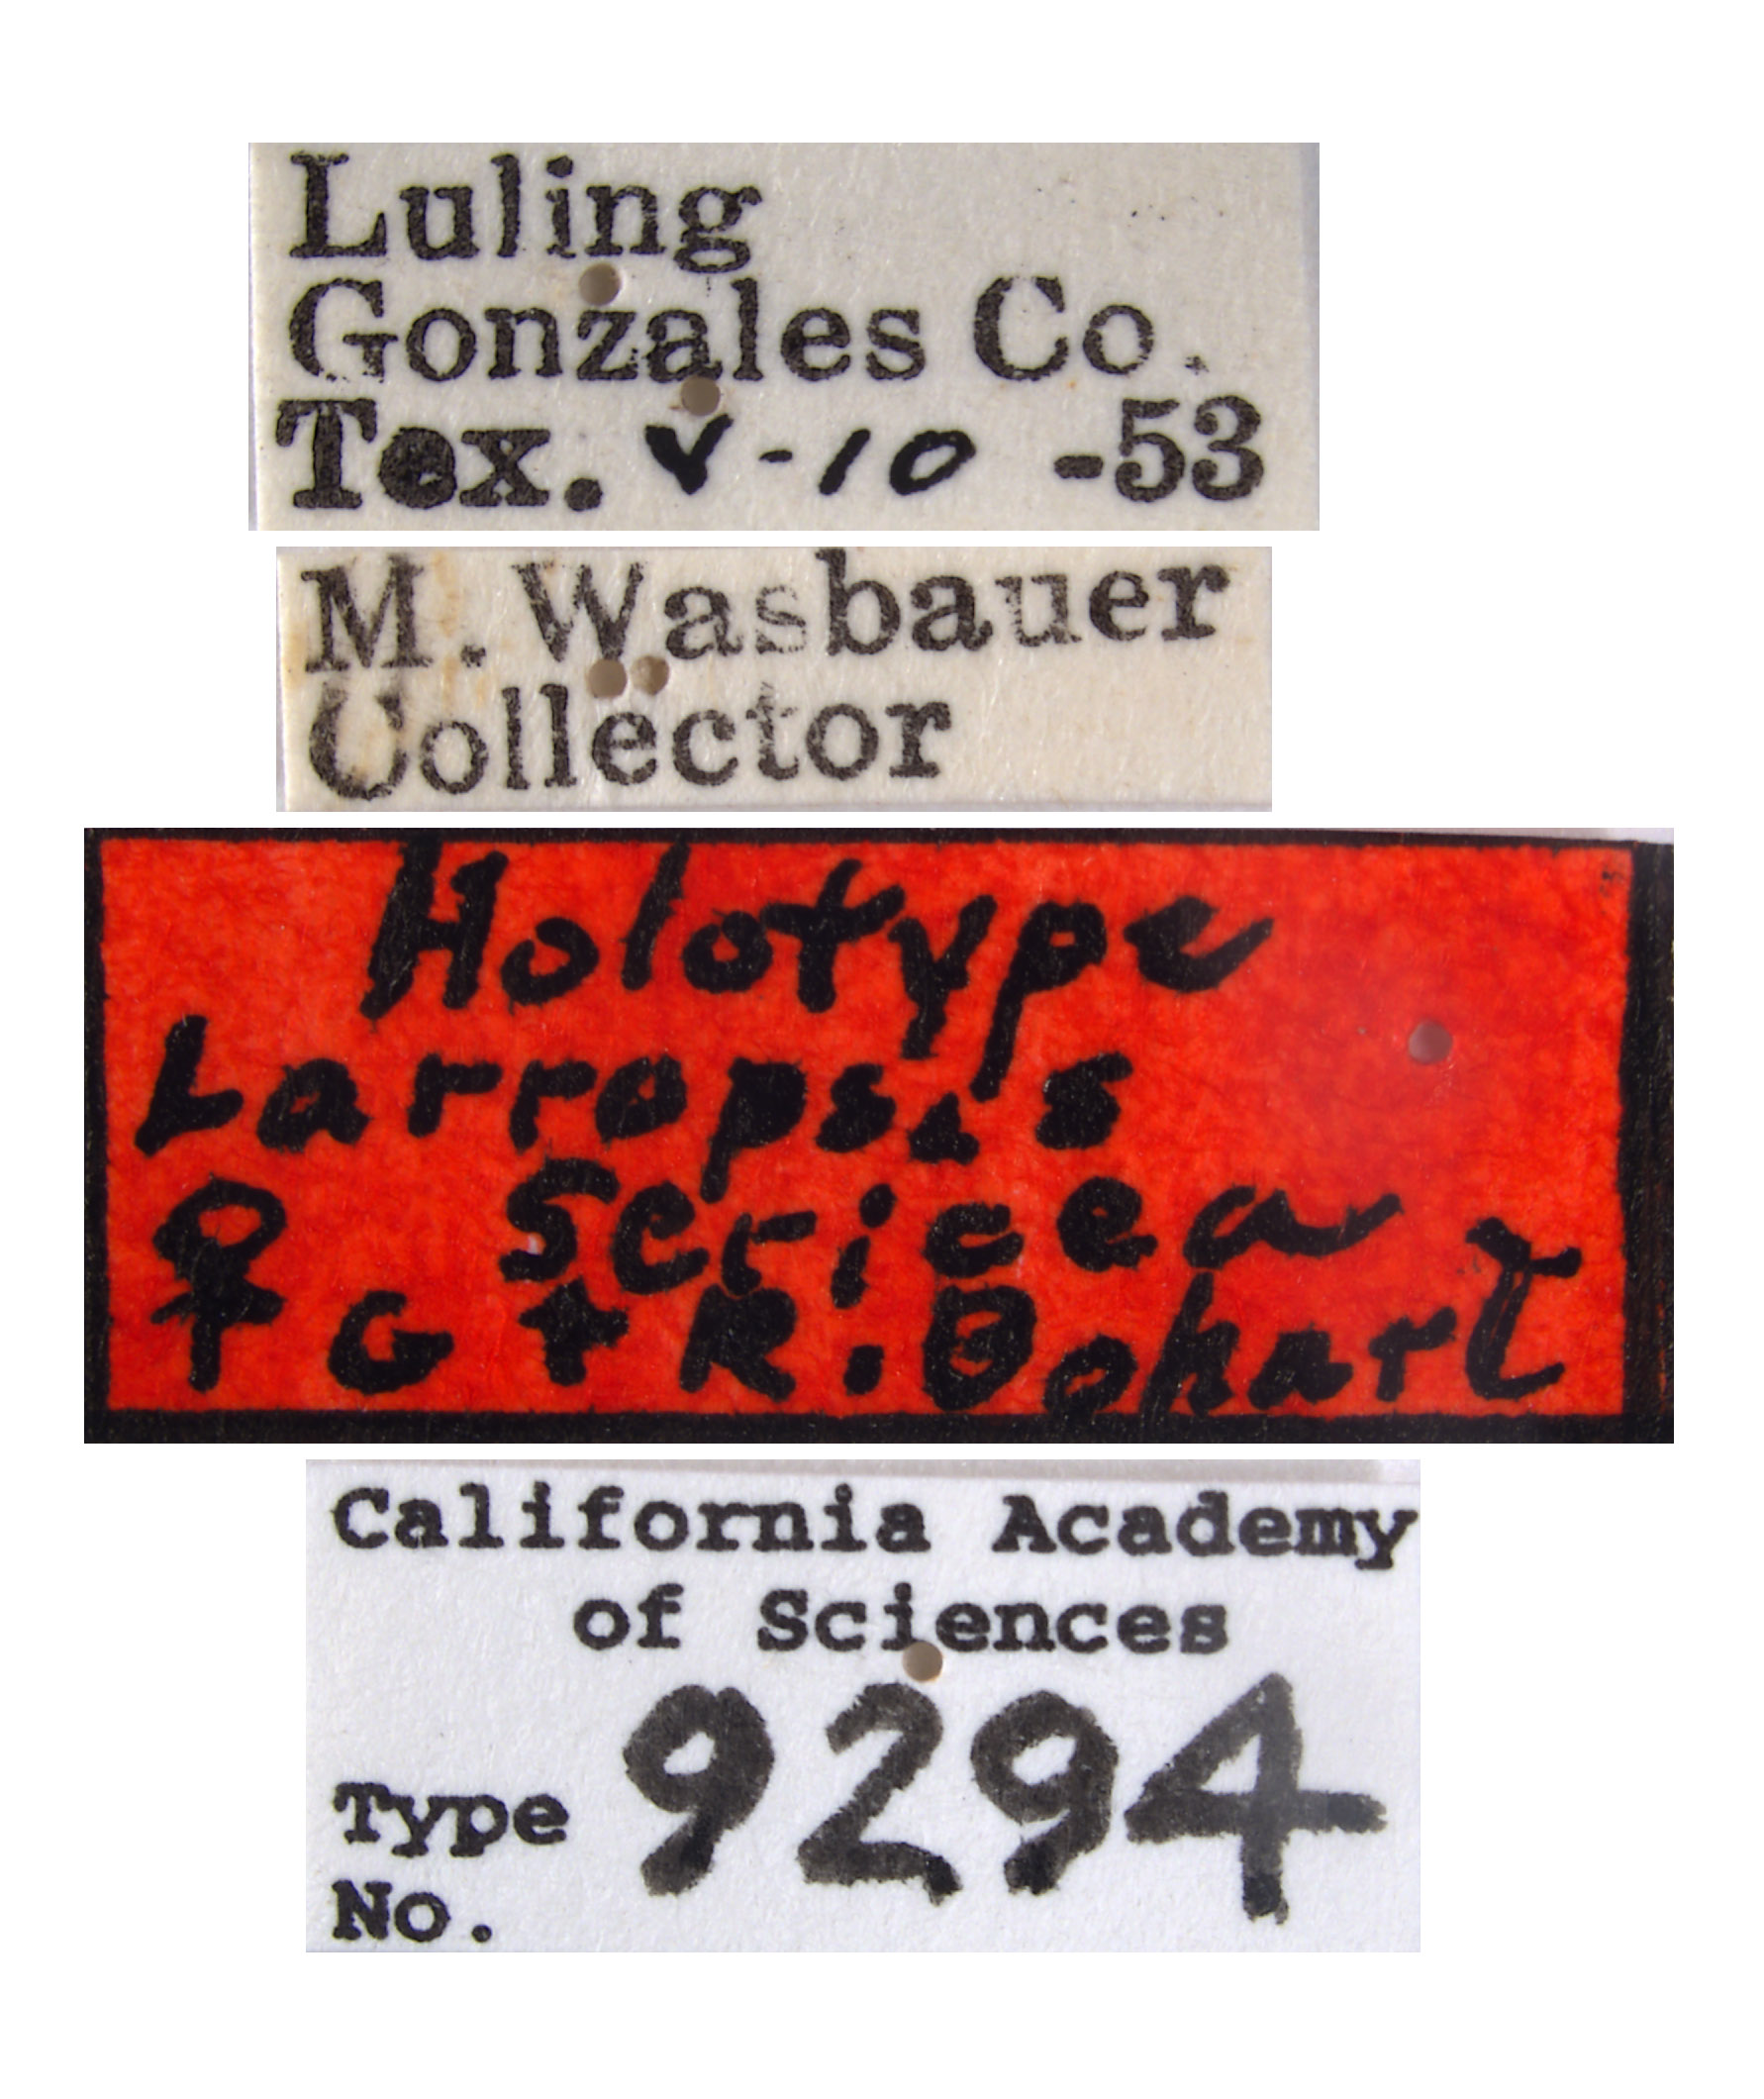 Luling
Gonzales Co.
Tex. V-10 -53
M. Wasbauer
Collector
Holotype
Larropsis
sericea
♀ G + R. Bohart
California Academy
of Sciences
Type
No. 9294